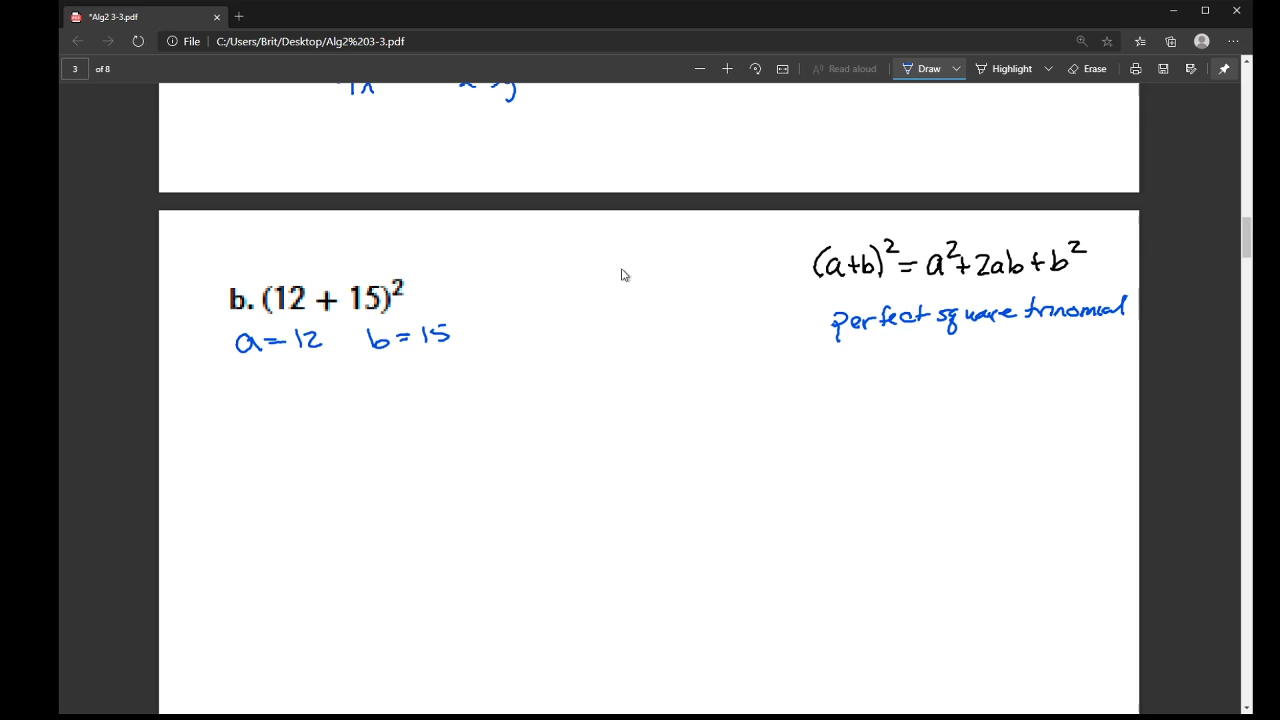 *Alg2 3-3.pdf
File C:/Users/Brit/Desktop/Alg2%203-3.pdf
3 of 8 Read aloud Draw Highlight Erase
(a+b)² = a²+2ab+b²
b. (12 + 15)²
perfect square trinomial
a=12 b=15